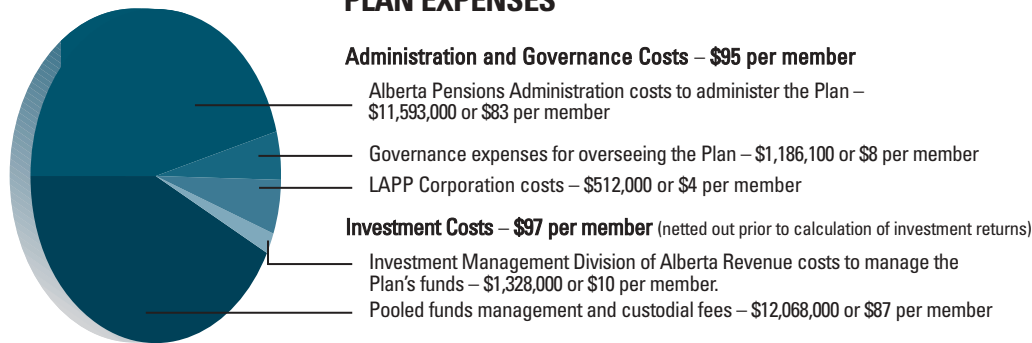 PLAN EXPENSES
Administration and Governance Costs – $95 per member
Alberta Pensions Administration costs to administer the Plan –
$11,593,000 or $83 per member
Governance expenses for overseeing the Plan – $1,186,100 or $8 per member
LAPP Corporation costs – $512,000 or $4 per member
Investment Costs – $97 per member (netted out prior to calculation of investment returns)
Investment Management Division of Alberta Revenue costs to manage the
Plan's funds – $1,328,000 or $10 per member.
Pooled funds management and custodial fees – $12,068,000 or $87 per member